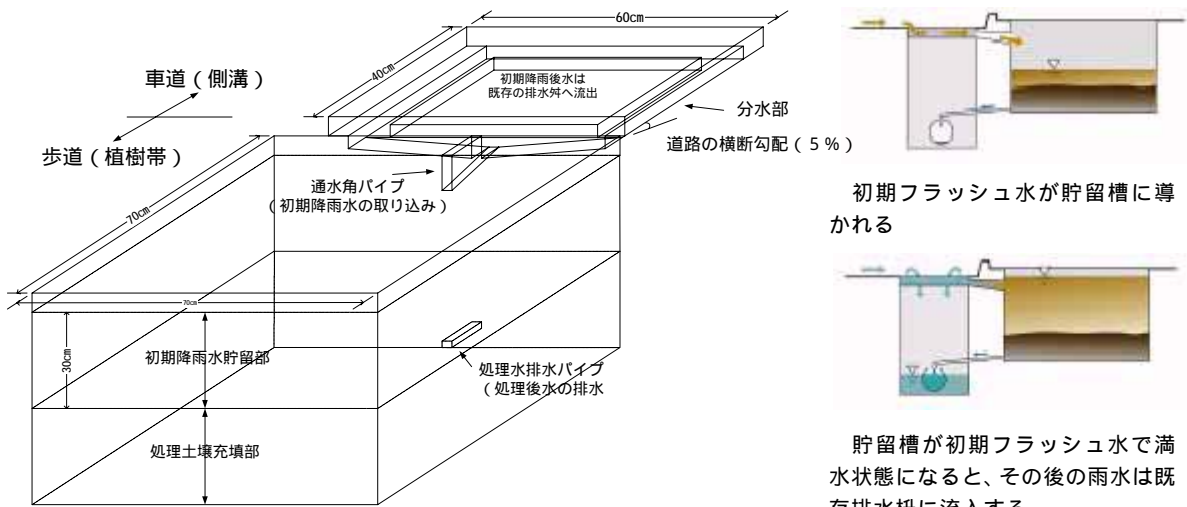 60cm
40cm
初期降雨後水は
既存の排水舛へ流出
車道（側溝）
分水部
道路の横断勾配（５％）
歩道（植樹帯）
通水角パイプ
（初期降雨水の取り込み）
70cm
70cm
30cm
初期降雨水貯留部
処理水排水パイプ
（処理後水の排水
処理土壌充填部
初期フラッシュ水が貯留槽に導
かれる
貯留槽が初期フラッシュ水で満
水状態になると、その後の雨水は既